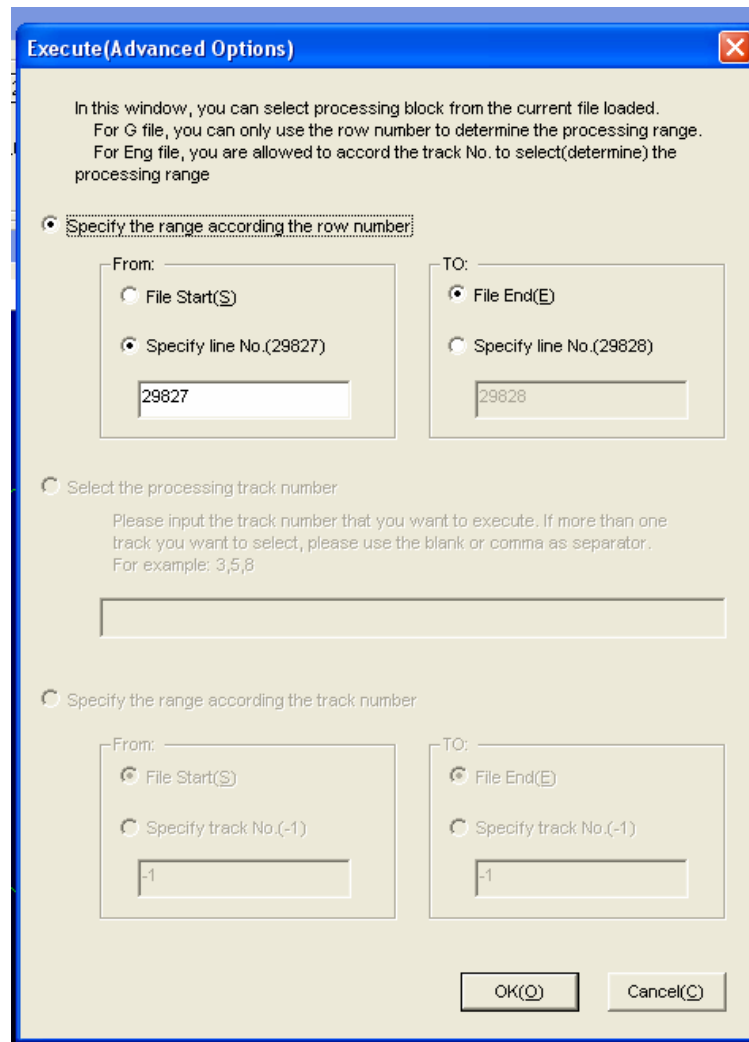 Execute(Advanced Options)
In this window, you can select processing block from the current file loaded.
For G file, you can only use the row number to determine the processing range.
For Eng file, you are allowed to accord the track No. to select(determine) the
processing range
Specify the range according the row number
From:
File Start(S)
Specify line No.(29827)
29827
TO:
File End(E)
Specify line No.(29828)
29828
Select the processing track number
Please input the track number that you want to execute. If more than one
track you want to select, please use the blank or comma as separator.
For example: 3,5,8
Specify the range according the track number
From:
File Start(S)
Specify track No.(-1)
-1
TO:
File End(E)
Specify track No.(-1)
-1
OK(O)
Cancel(C)